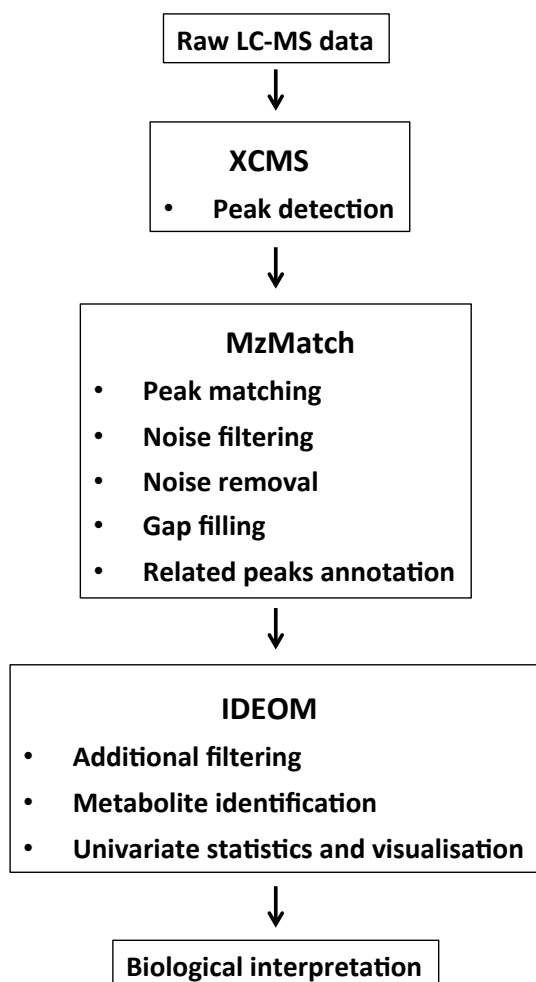 Raw LC-MS data
XCMS
• Peak detection
MzMatch
• Peak matching
• Noise filtering
• Noise removal
• Gap filling
• Related peaks annotation
IDEOM
• Additional filtering
• Metabolite identification
• Univariate statistics and visualisation
Biological interpretation